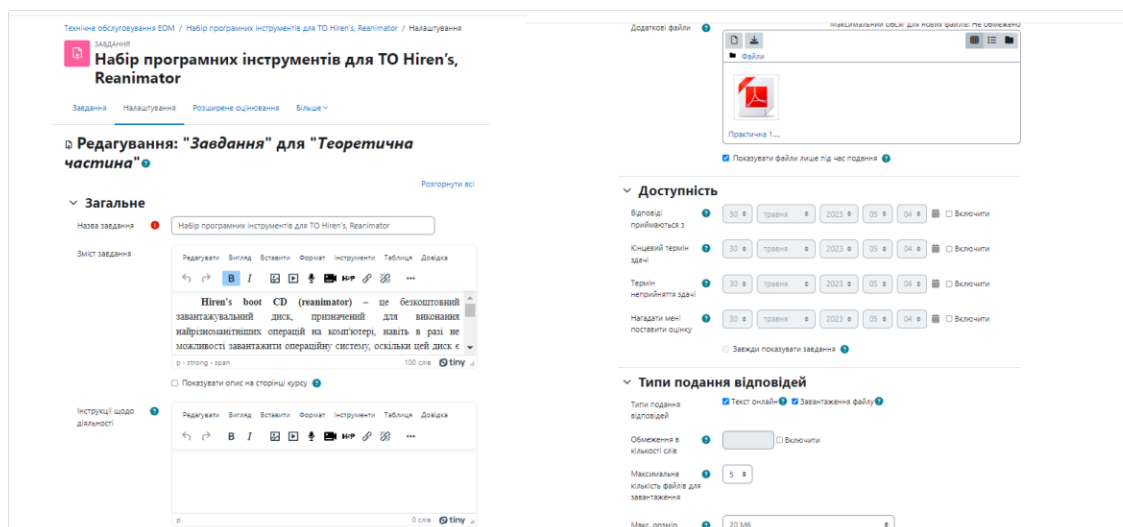 Технічне обслуговування ЕОМ / Набір програмних інструментів для ТО Hiren's, Reanimator / Налаштування
ЗАВДАННЯ
Набір програмних інструментів для ТО Hiren's,
Reanimator
Завдання Налаштування Розширене оцінювання Більше
Редагування: "Завдання" для "Теоретична
частина"
Розгорнути всі
Загальне
Назва завдання
Набір програмних інструментів для ТО Hiren's, Reanimator
Зміст завдання
Редагувати Вигляд Вставити Формат Інструменти Таблиця Довідка
B I H5P ...
Hiren's boot CD (reanimator) – це безкоштовний
завантажувальний диск, призначений для виконання
найрізноманітніших операцій на комп'ютері, навіть в разі не
можливості завантажити операційну систему, оскільки цей диск є
p › strong › span 100 слів tiny
Показувати опис на сторінці курсу
Інструкції щодо
діяльності
Редагувати Вигляд Вставити Формат Інструменти Таблиця Довідка
B I H5P ...
p 0 слів tiny
Додаткові файли
Максимальний обсяг для нових файлів: Не обмежено
Файли
Практична 1....
Показувати файли лише під час подання
Доступність
Відповіді
приймаються з
30 травня 2023 05 04 Включити
Кінцевий термін
здачі
30 травня 2023 05 04 Включити
Термін
неприйняття здачі
30 травня 2023 05 04 Включити
Нагадати мені
поставити оцінку
30 травня 2023 05 04 Включити
Завжди показувати завдання
Типи подання відповідей
Типи подання
відповідей
Текст онлайн Завантаження файлу
Обмеження в
кількості слів
Включити
Максимальна
кількість файлів для
завантаження
5
Макс. розмір
20 Мб